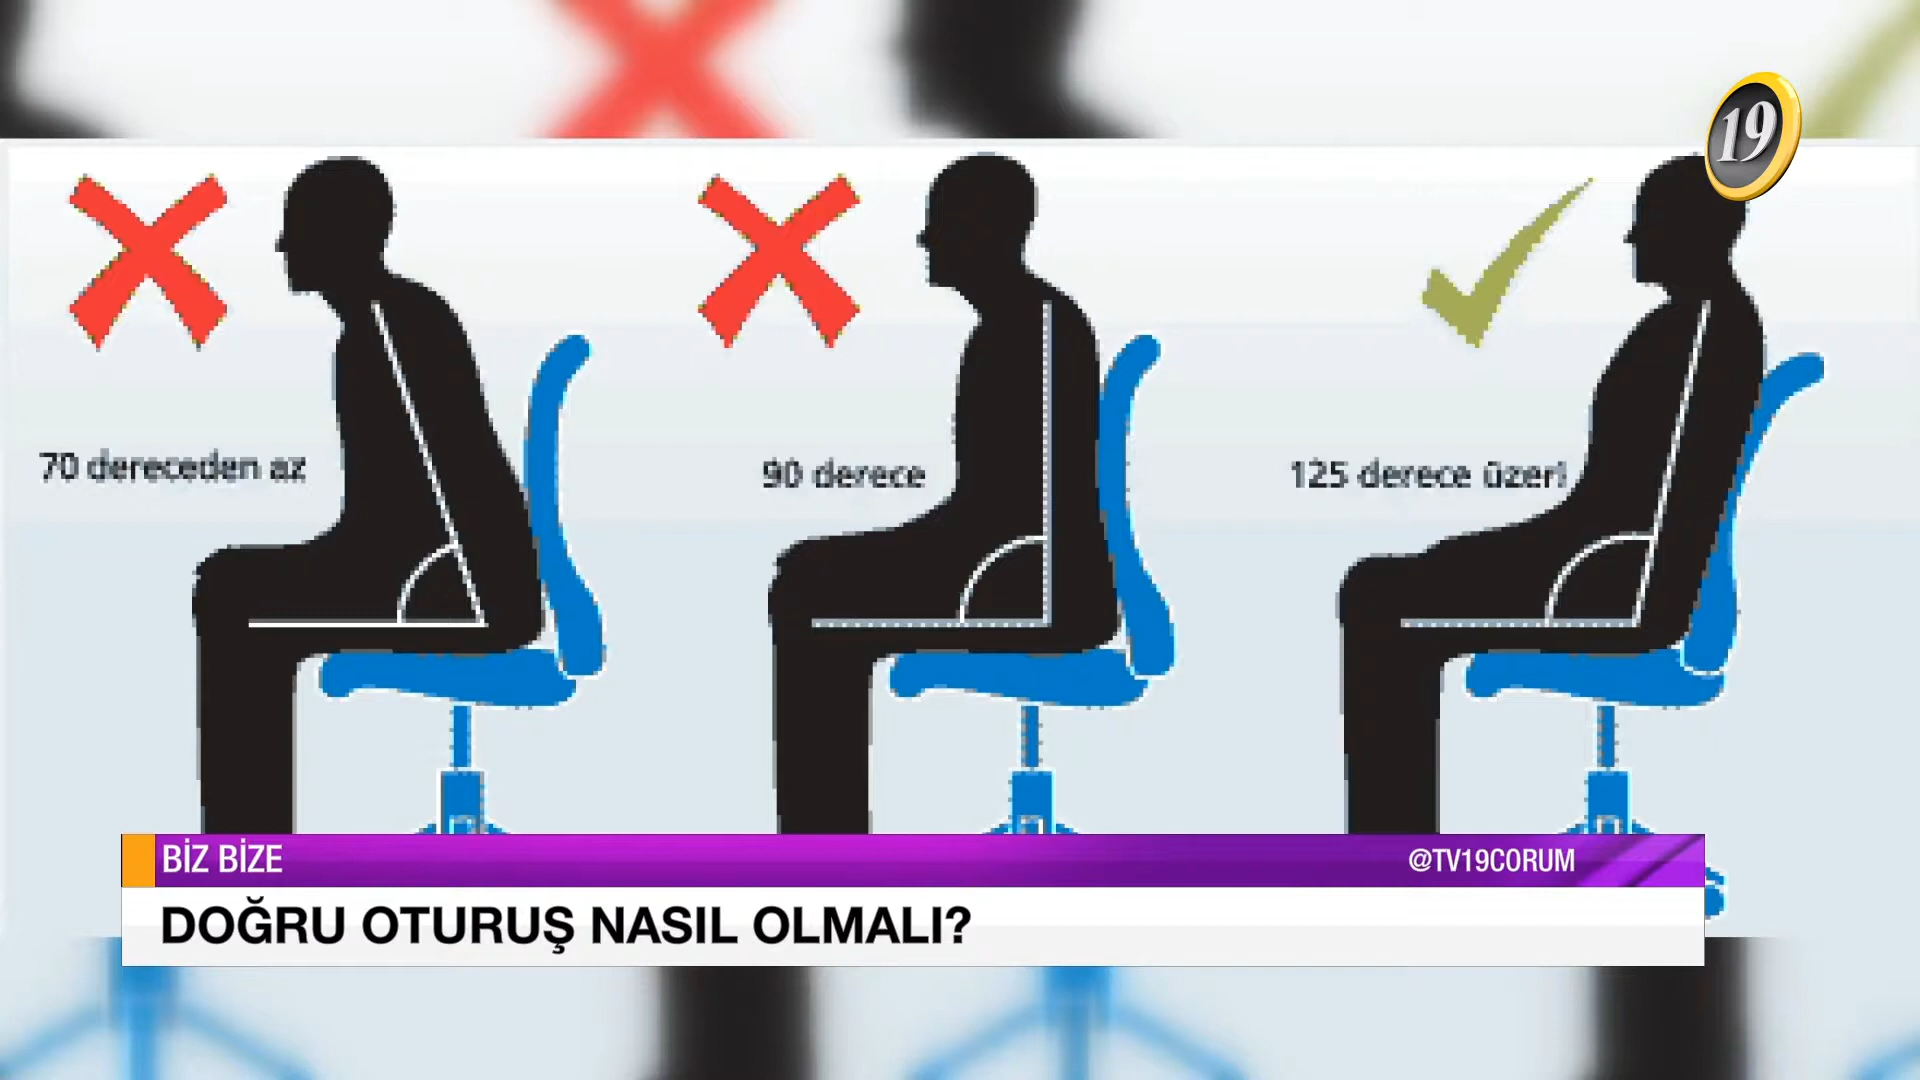 19
70 dereceden az
90 derece
125 derece üzeri
BİZ BİZE
@TV19CORUM
DOĞRU OTURUŞ NASIL OLMALI?